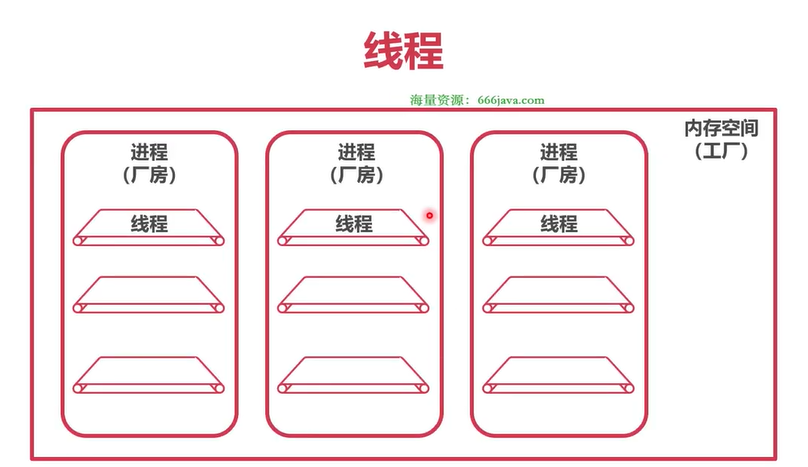 线程
海量资源：666java.com
内存空间
（工厂）
进程
（厂房）
线程
进程
（厂房）
线程
进程
（厂房）
线程